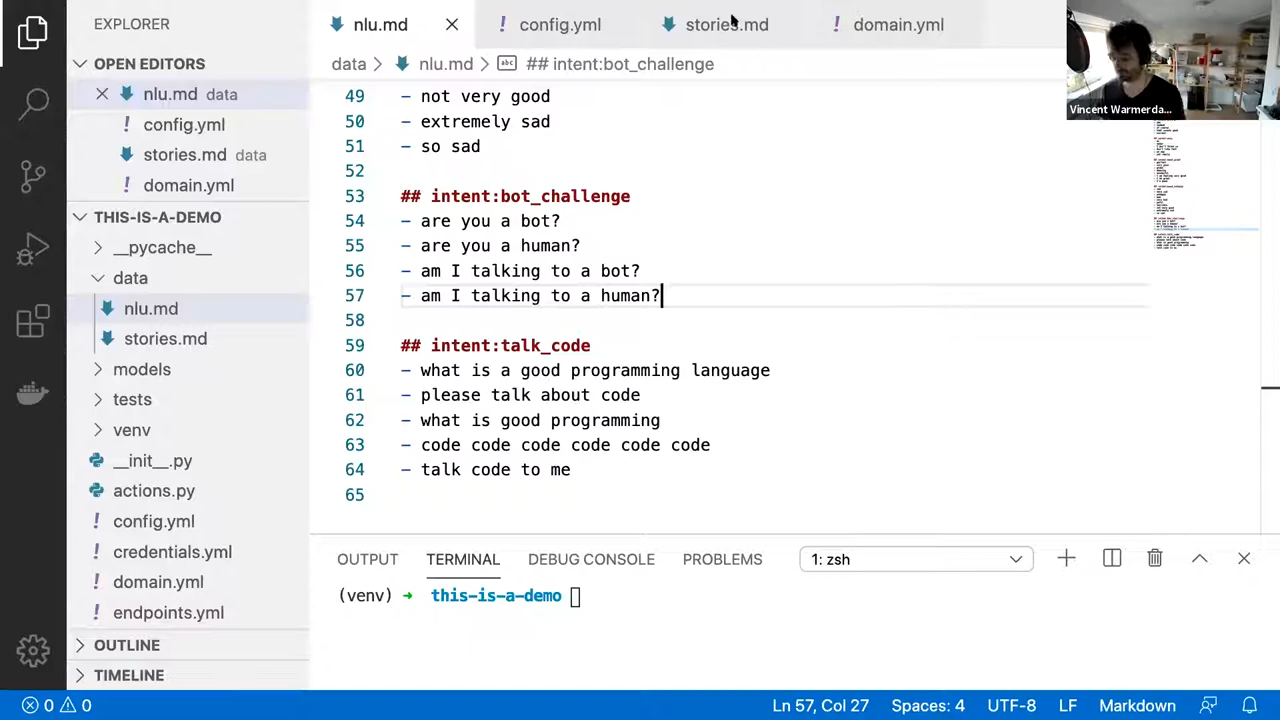 EXPLORER
OPEN EDITORS
nlu.md data
config.yml
stories.md data
domain.yml
THIS-IS-A-DEMO
__pycache__
data
nlu.md
stories.md
models
tests
venv
__init__.py
actions.py
config.yml
credentials.yml
domain.yml
endpoints.yml
OUTLINE
TIMELINE
nlu.md
config.yml
stories.md
domain.yml
data > nlu.md > abc ## intent:bot_challenge
49 - not very good
50 - extremely sad
51 - so sad
52
53 ## intent:bot_challenge
54 - are you a bot?
55 - are you a human?
56 - am I talking to a bot?
57 - am I talking to a human?
58
59 ## intent:talk_code
60 - what is a good programming language
61 - please talk about code
62 - what is good programming
63 - code code code code code code
64 - talk code to me
65
OUTPUT TERMINAL DEBUG CONSOLE PROBLEMS 1: zsh
(venv) → this-is-a-demo
Vincent Warmerda...
0 0 Ln 57, Col 27 Spaces: 4 UTF-8 LF Markdown